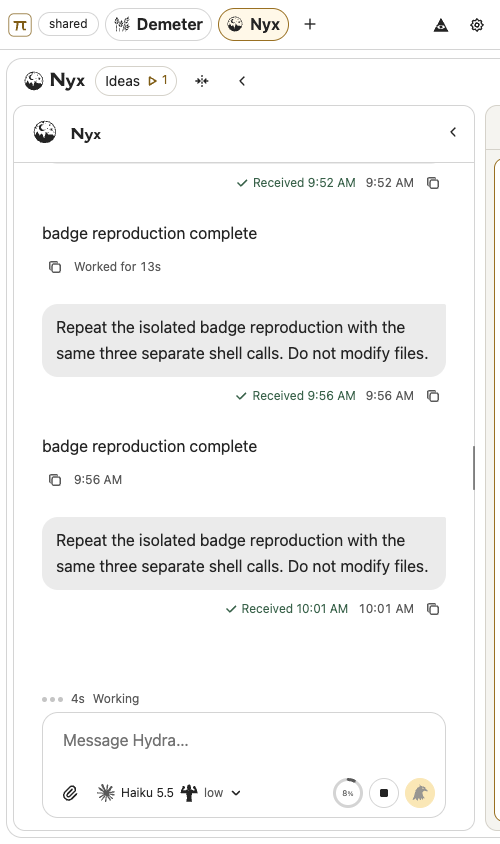 π shared Demeter Nyx +
Nyx Ideas 1
Nyx
Received 9:52 AM 9:52 AM
badge reproduction complete
Worked for 13s
Repeat the isolated badge reproduction with the
same three separate shell calls. Do not modify files.
Received 9:56 AM 9:56 AM
badge reproduction complete
9:56 AM
Repeat the isolated badge reproduction with the
same three separate shell calls. Do not modify files.
Received 10:01 AM 10:01 AM
4s Working
Message Hydra...
Haiku 5.5 low 8%